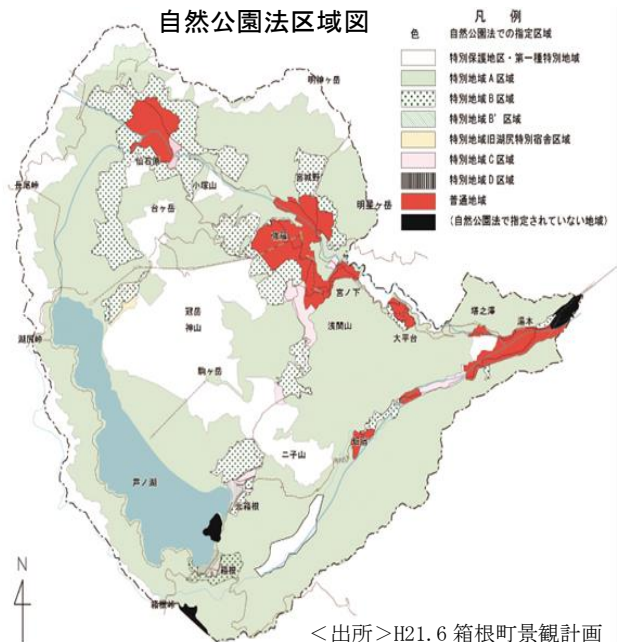 自然公園法区域図
凡例
色 自然公園法での指定区域
特別保護地区・第一種特別地域
特別地域A区域
特別地域B区域
特別地域B'区域
特別地域旧湖尻特別宿舎区域
特別地域C区域
特別地域D区域
普通地域
(自然公園法で指定されていない地域)
明神ヶ岳
仙石原
長尾峠
小塚山
宮城野
台ヶ岳
明星ヶ岳
強羅
宮ノ下
冠岳
神山
浅間山
大平台
塔之澤
湯本
湖尻峠
駒ヶ岳
二子山
畑宿
芦ノ湖
元箱根
箱根
箱根峠
N
<出所>H21.6 箱根町景観計画